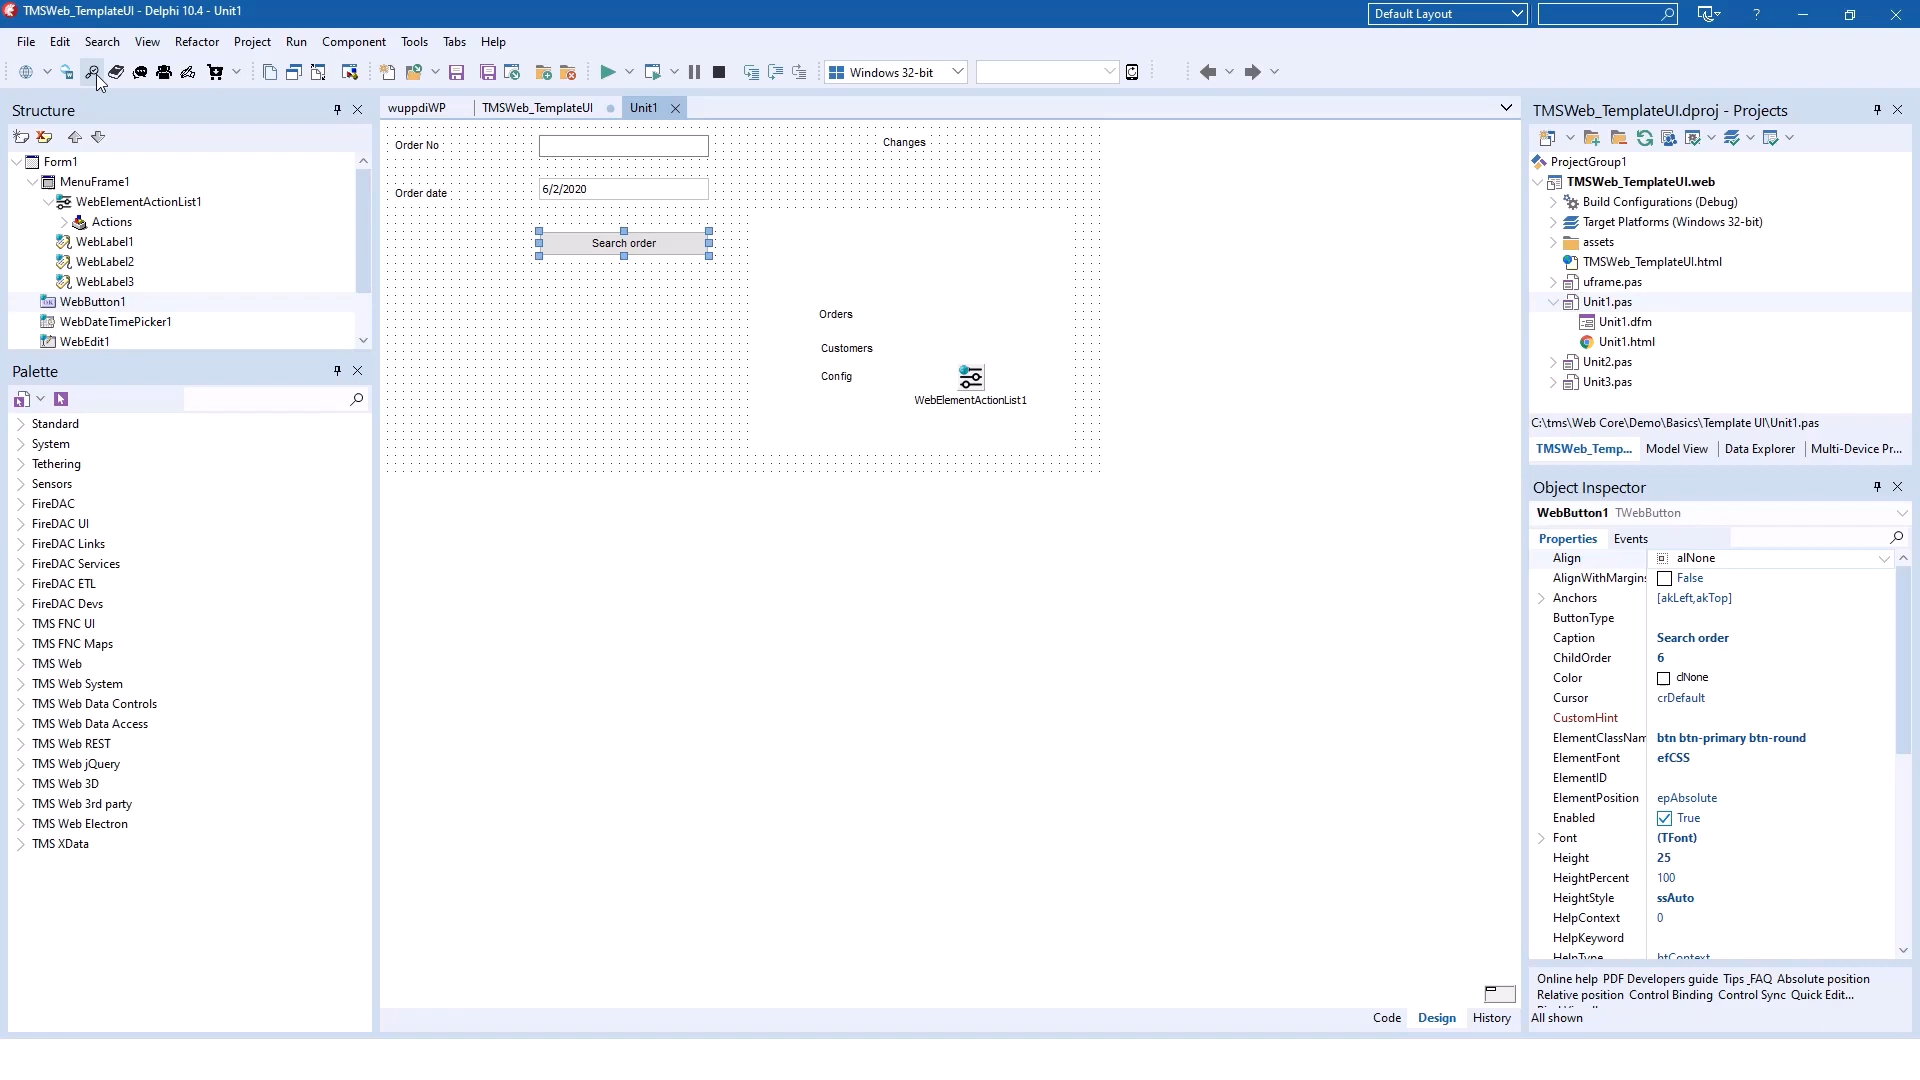 TMSWeb_TemplateUI - Delphi 10.4 - Unit1
Default Layout
?
File Edit Search View Refactor Project Run Component Tools Tabs Help
Windows 32-bit
Structure
Form1
MenuFrame1
WebElementActionList1
Actions
WebLabel1
WebLabel2
WebLabel3
WebButton1
WebDateTimePicker1
WebEdit1
Palette
Standard
System
Tethering
Sensors
FireDAC
FireDAC UI
FireDAC Links
FireDAC Services
FireDAC ETL
FireDAC Devs
TMS FNC UI
TMS FNC Maps
TMS Web
TMS Web System
TMS Web Data Controls
TMS Web Data Access
TMS Web REST
TMS Web jQuery
TMS Web 3D
TMS Web 3rd party
TMS Web Electron
TMS XData
wuppdiWP TMSWeb_TemplateUI Unit1
Order No
Changes
Order date 6/2/2020
Search order
Orders
Customers
Config
WebElementActionList1
Code Design History
TMSWeb_TemplateUI.dproj - Projects
ProjectGroup1
TMSWeb_TemplateUI.web
Build Configurations (Debug)
Target Platforms (Windows 32-bit)
assets
TMSWeb_TemplateUI.html
uframe.pas
Unit1.pas
Unit1.dfm
Unit1.html
Unit2.pas
Unit3.pas
C:\tms\Web Core\Demo\Basics\Template UI\Unit1.pas
TMSWeb_Temp... Model View Data Explorer Multi-Device Pr...
Object Inspector
WebButton1 TWebButton
Properties Events
Align alNone
AlignWithMargins False
Anchors [akLeft,akTop]
ButtonType
Caption Search order
ChildOrder 6
Color clNone
Cursor crDefault
CustomHint
ElementClassNam btn btn-primary btn-round
ElementFont efCSS
ElementID
ElementPosition epAbsolute
Enabled True
Font (TFont)
Height 25
HeightPercent 100
HeightStyle ssAuto
HelpContext 0
HelpKeyword
HelpType htContext
Online help PDF Developers guide Tips FAQ Absolute position
Relative position Control Binding Control Sync Quick Edit...
All shown